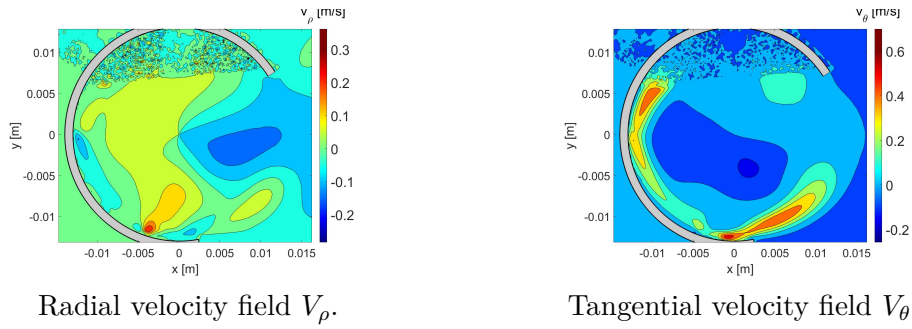 v_ρ [m/s]
0.01
0.005
0
-0.005
-0.01
y [m]
-0.01 -0.005 0 0.005 0.01 0.015
x [m]
0.3
0.2
0.1
0
-0.1
-0.2
Radial velocity field V_ρ.
v_θ [m/s]
0.01
0.005
0
-0.005
-0.01
y [m]
-0.01 -0.005 0 0.005 0.01 0.015
x [m]
0.6
0.4
0.2
0
-0.2
Tangential velocity field V_θ